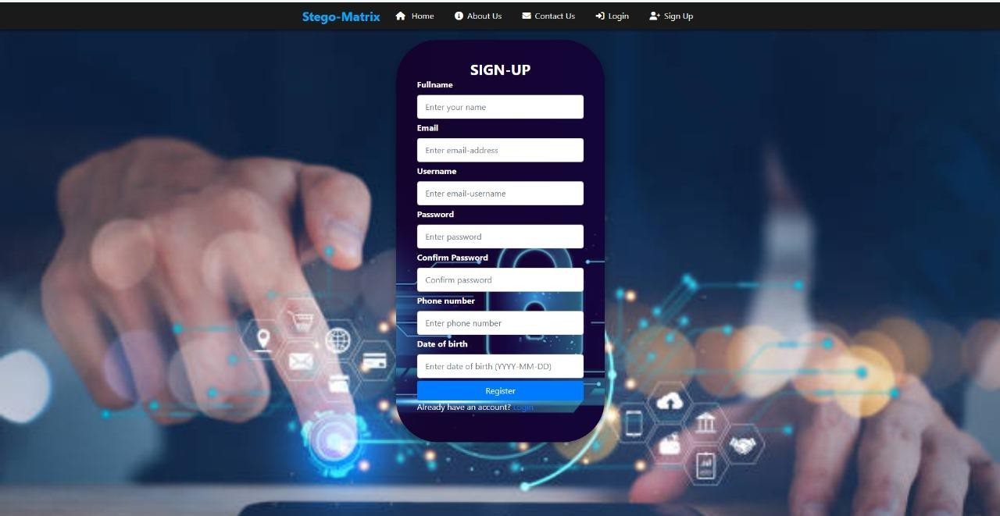 Stego-Matrix Home About Us Contact Us Login Sign Up
SIGN-UP
Fullname
Enter your name
Email
Enter email-address
Username
Enter email-username
Password
Enter password
Confirm Password
Confirm password
Phone number
Enter phone number
Date of birth
Enter date of birth (YYYY-MM-DD)
Register
Already have an account? Login